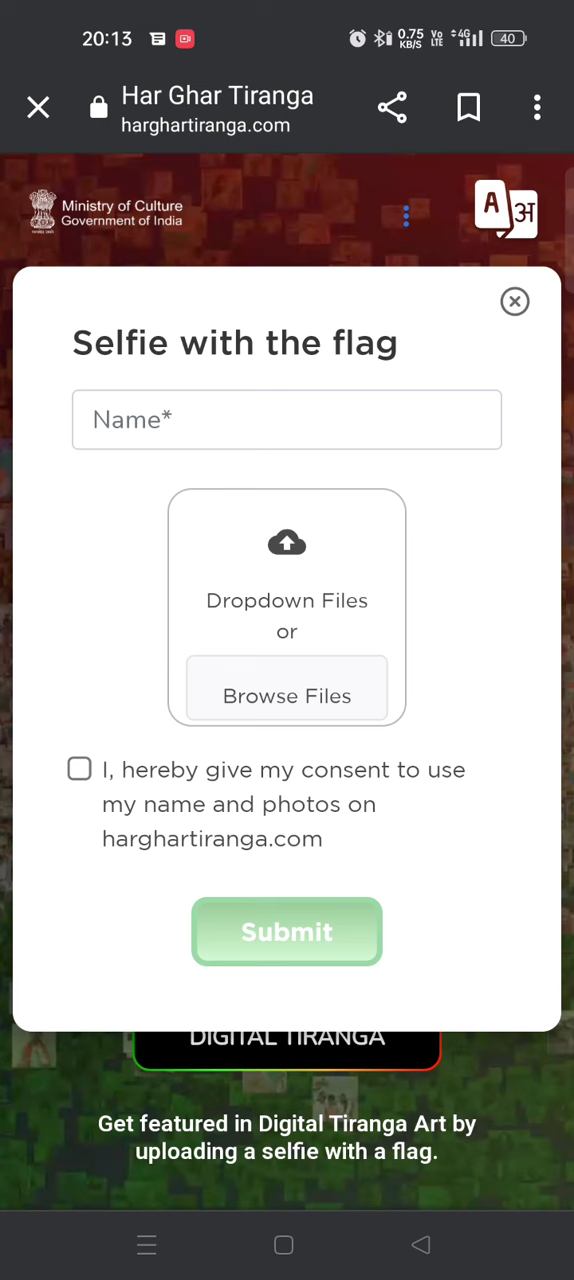 20:13
0.75
KB/S
Vo
LTE
4G
40
Har Ghar Tiranga
harghartiranga.com
Ministry of Culture
Government of India
A
अ
Selfie with the flag
Name*
Dropdown Files
or
Browse Files
I, hereby give my consent to use
my name and photos on
harghartiranga.com
Submit
DIGITAL TIRANGA
Get featured in Digital Tiranga Art by
uploading a selfie with a flag.